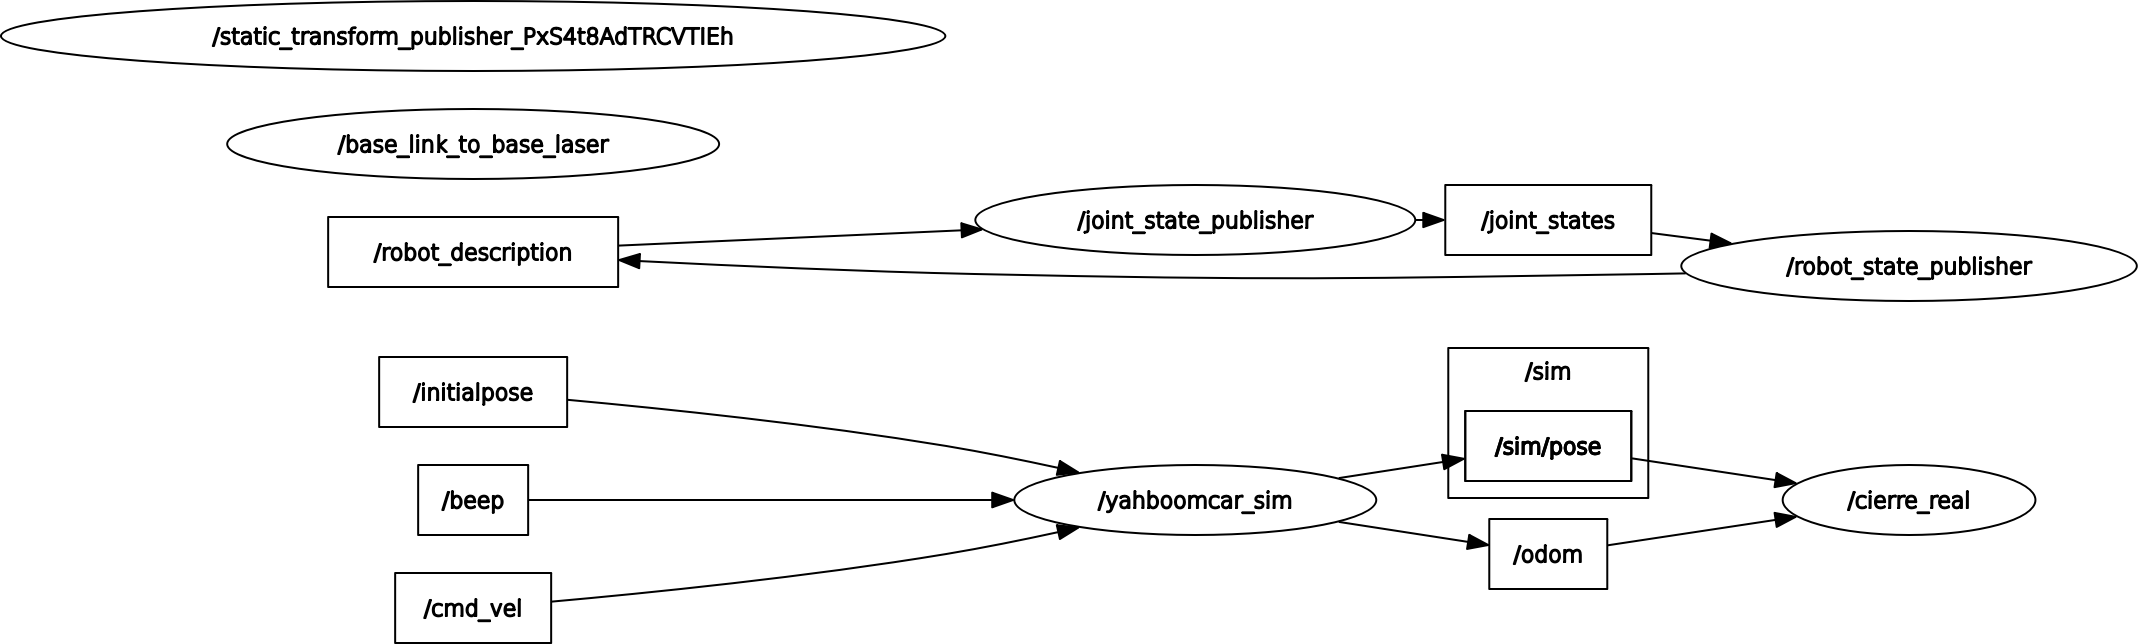 /static_transform_publisher_PxS4t8AdTRCVTIEh
/base_link_to_base_laser
/robot_description
/joint_state_publisher
/joint_states
/robot_state_publisher
/initialpose
/beep
/cmd_vel
/yahboomcar_sim
/sim
/sim/pose
/odom
/cierre_real